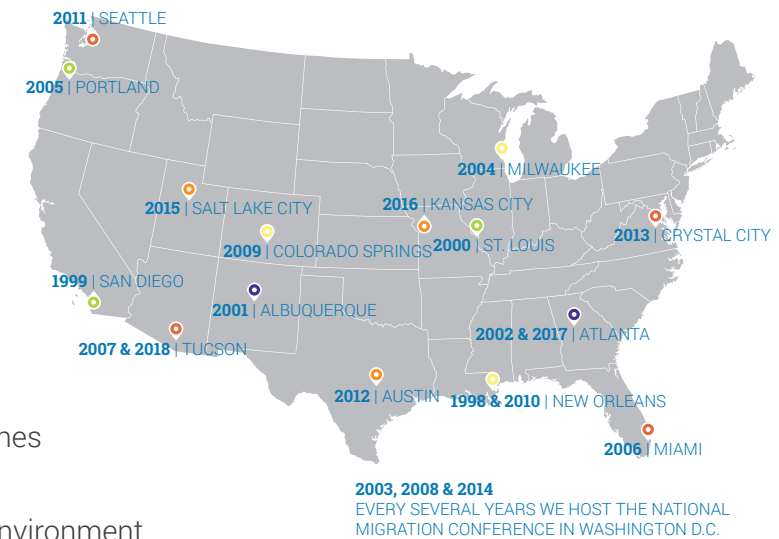 2011 | SEATTLE
2005 | PORTLAND
2004 | MILWAUKEE
2015 | SALT LAKE CITY
2016 | KANSAS CITY
2013 | CRYSTAL CITY
2009 | COLORADO SPRINGS
2000 | ST. LOUIS
1999 | SAN DIEGO
2001 | ALBUQUERQUE
2002 & 2017 | ATLANTA
2007 & 2018 | TUCSON
2012 | AUSTIN
1998 & 2010 | NEW ORLEANS
2006 | MIAMI
2003, 2008 & 2014
EVERY SEVERAL YEARS WE HOST THE NATIONAL
MIGRATION CONFERENCE IN WASHINGTON D.C.